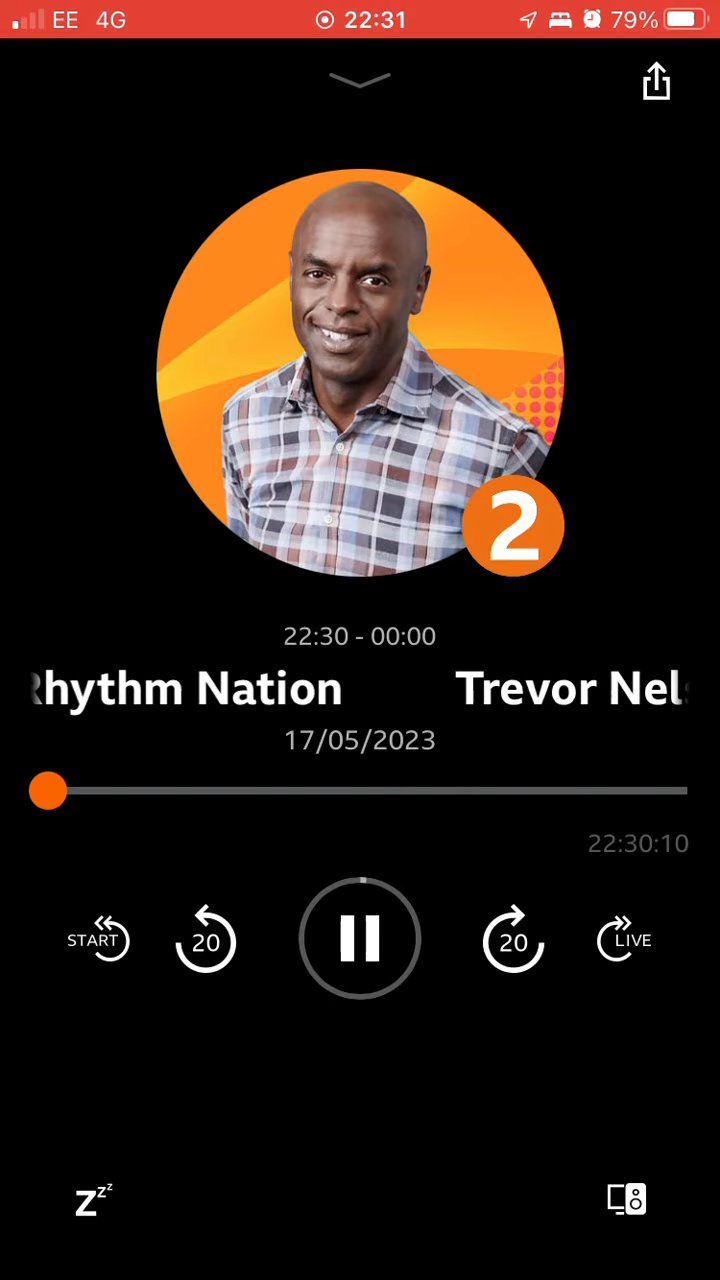 EE 4G 22:31 79%
2
22:30 - 00:00
Rhythm Nation Trevor Nel
17/05/2023
22:30:10
START 20 20 LIVE
Zzz